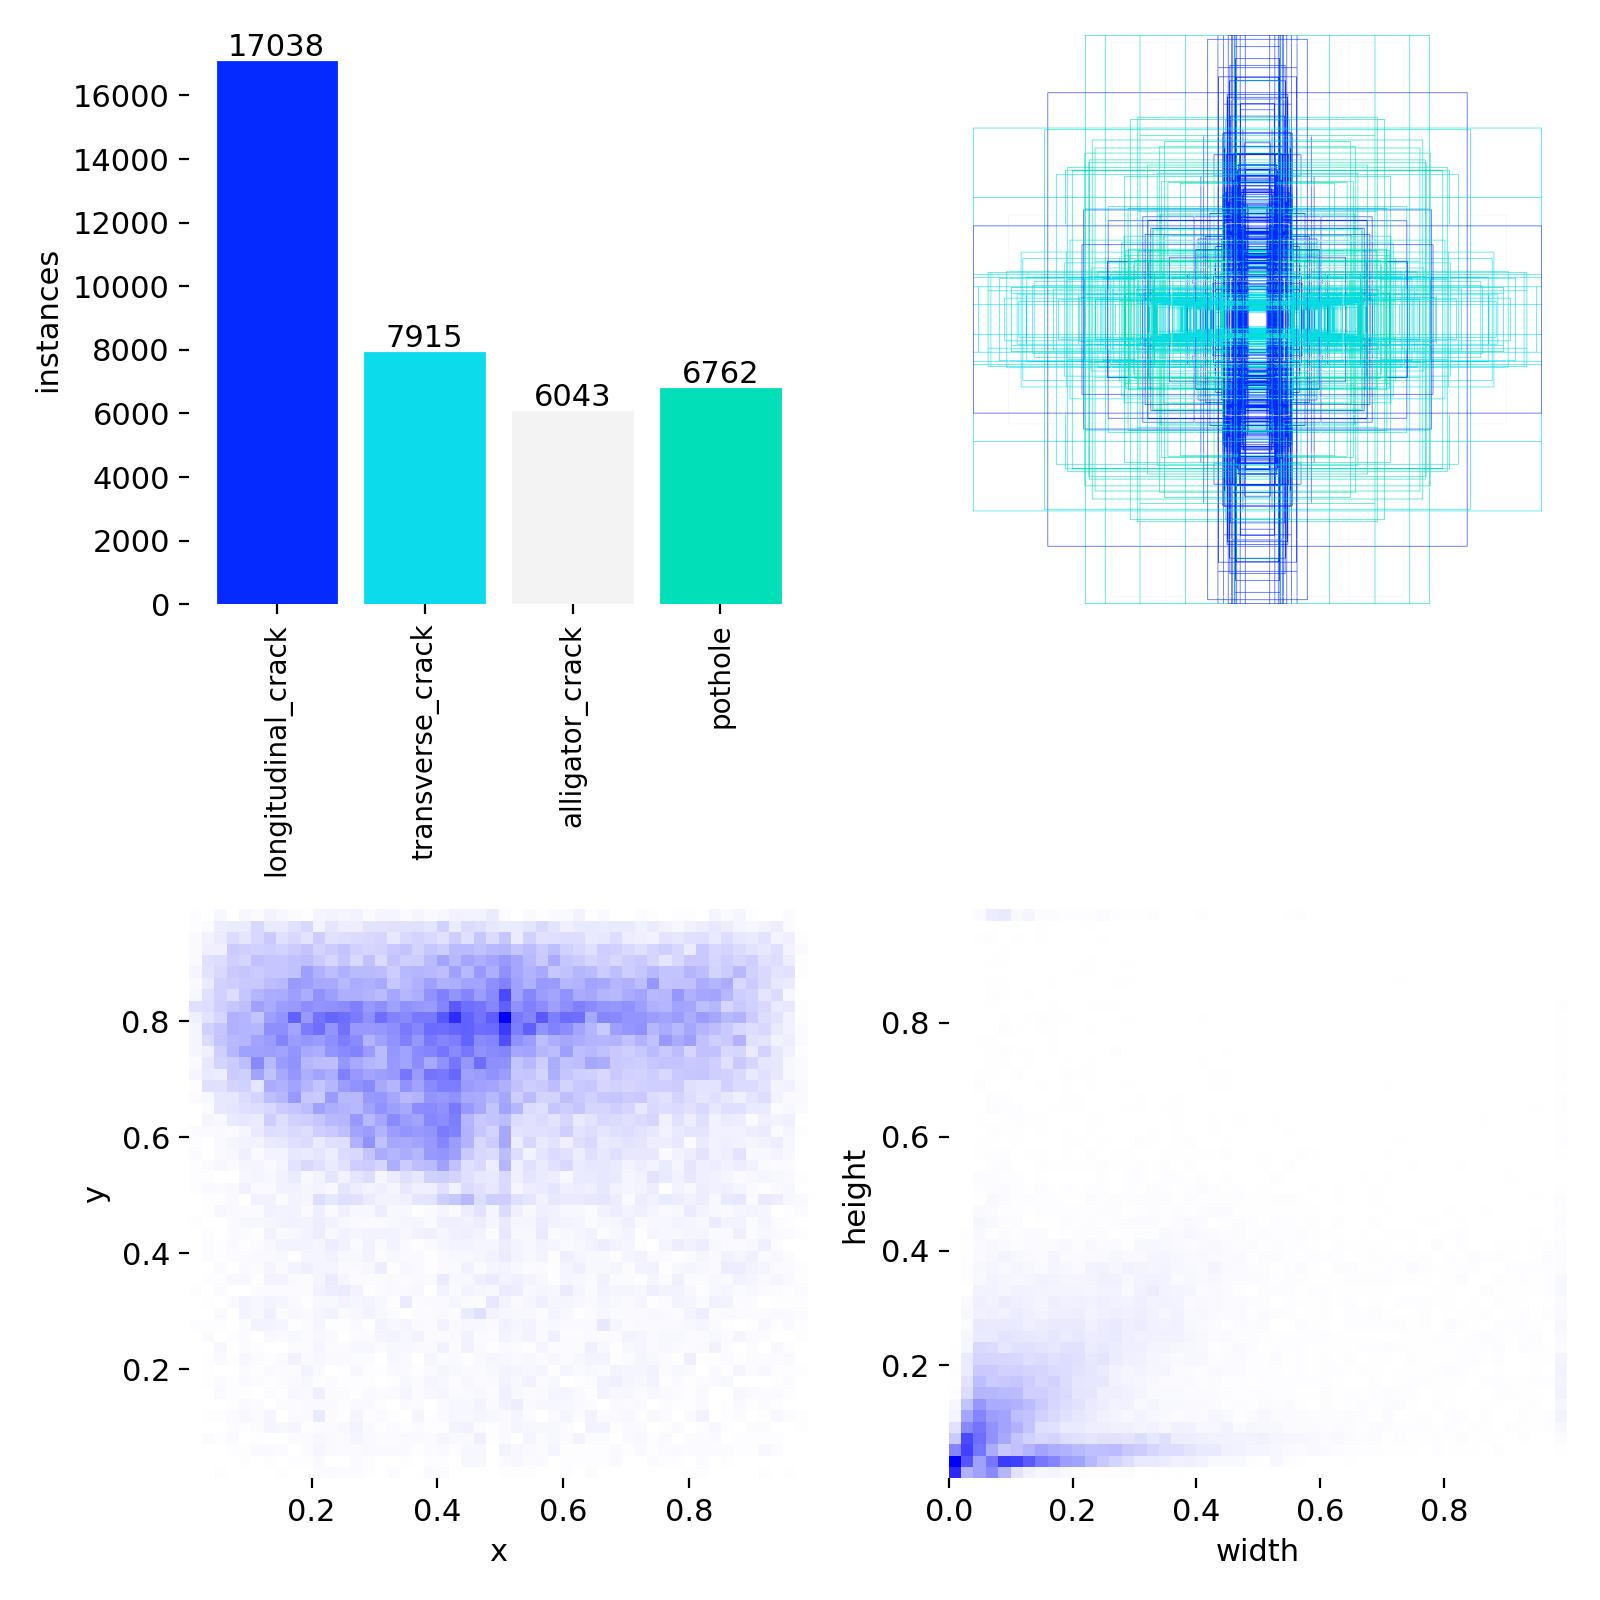 17038
7915
6043
6762
instances
16000
14000
12000
10000
8000
6000
4000
2000
0
longitudinal_crack
transverse_crack
alligator_crack
pothole
y
0.8
0.6
0.4
0.2
0.2 0.4 0.6 0.8
x
height
0.8
0.6
0.4
0.2
0.0 0.2 0.4 0.6 0.8
width